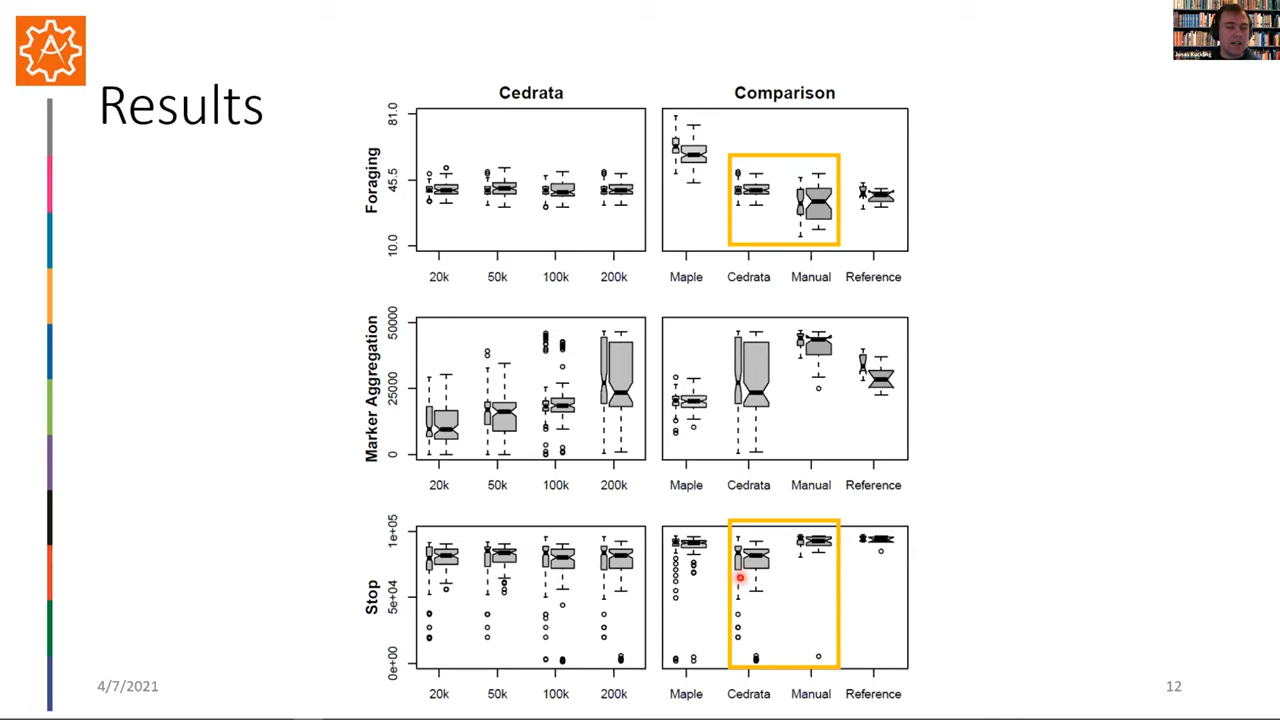 Jonas Kuckling
Results
Cedrata
Comparison
Foraging
81.0
45.5
10.0
20k 50k 100k 200k
Maple Cedrata Manual Reference
Marker Aggregation
50000
25000
0
20k 50k 100k 200k
Maple Cedrata Manual Reference
Stop
1e+05
5e+04
0e+00
20k 50k 100k 200k
Maple Cedrata Manual Reference
4/7/2021
12